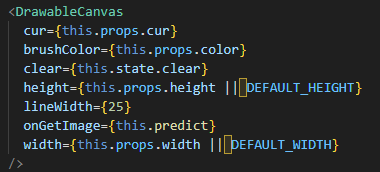 <DrawableCanvas
cur={this.props.cur}
brushColor={this.props.color}
clear={this.state.clear}
height={this.props.height || DEFAULT_HEIGHT}
lineWidth={25}
onGetImage={this.predict}
width={this.props.width || DEFAULT_WIDTH}
/>